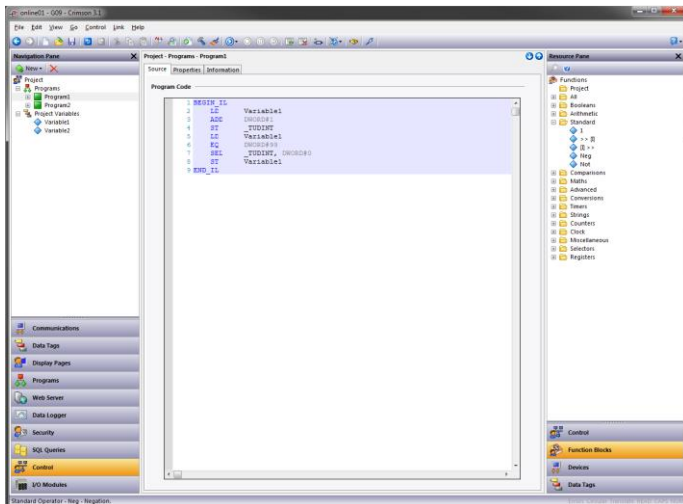 online01 - G09 - Crimson 3.1
File Edit View Go Control Link Help
Navigation Pane
New
Project
Programs
Program1
Program2
Project Variables
Variable1
Variable2
Communications
Data Tags
Display Pages
Programs
Web Server
Data Logger
Security
SQL Queries
Control
I/O Modules
Project - Programs - Program1
Source Properties Information
Program Code
1 BEGIN_IL
2 Variable1
3 DWORD#1
4 ST _TUDINT
5 Variable1
6 EQ
7 SEL _TUDINT, DWORD#0
8 ST Variable1
9 END_IL
Resource Pane
Functions
Project
All
Booleans
Arithmetic
Standard
1
Neg
Not
Comparisons
Maths
Advanced
Conversions
Timers
Strings
Counters
Clock
Miscellaneous
Selectors
Registers
Control
Function Blocks
Devices
Data Tags
Standard Operator - Neg - Negation.